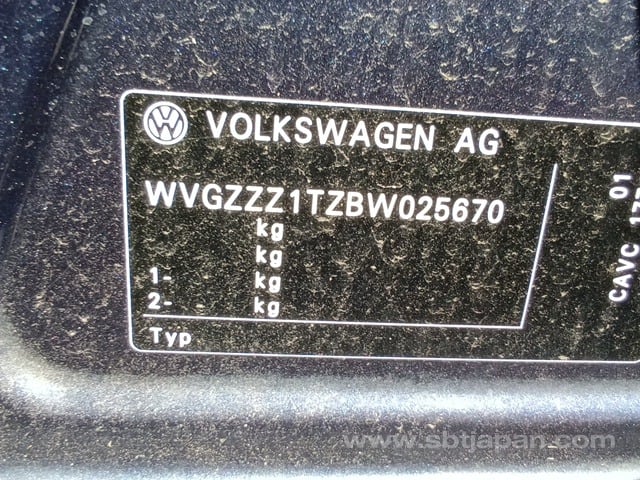 VOLKSWAGEN AG
WVGZZZ1TZBW025670
kg
kg
1- kg
2- kg
Typ
01
CAVC
www.sbtjapan.com